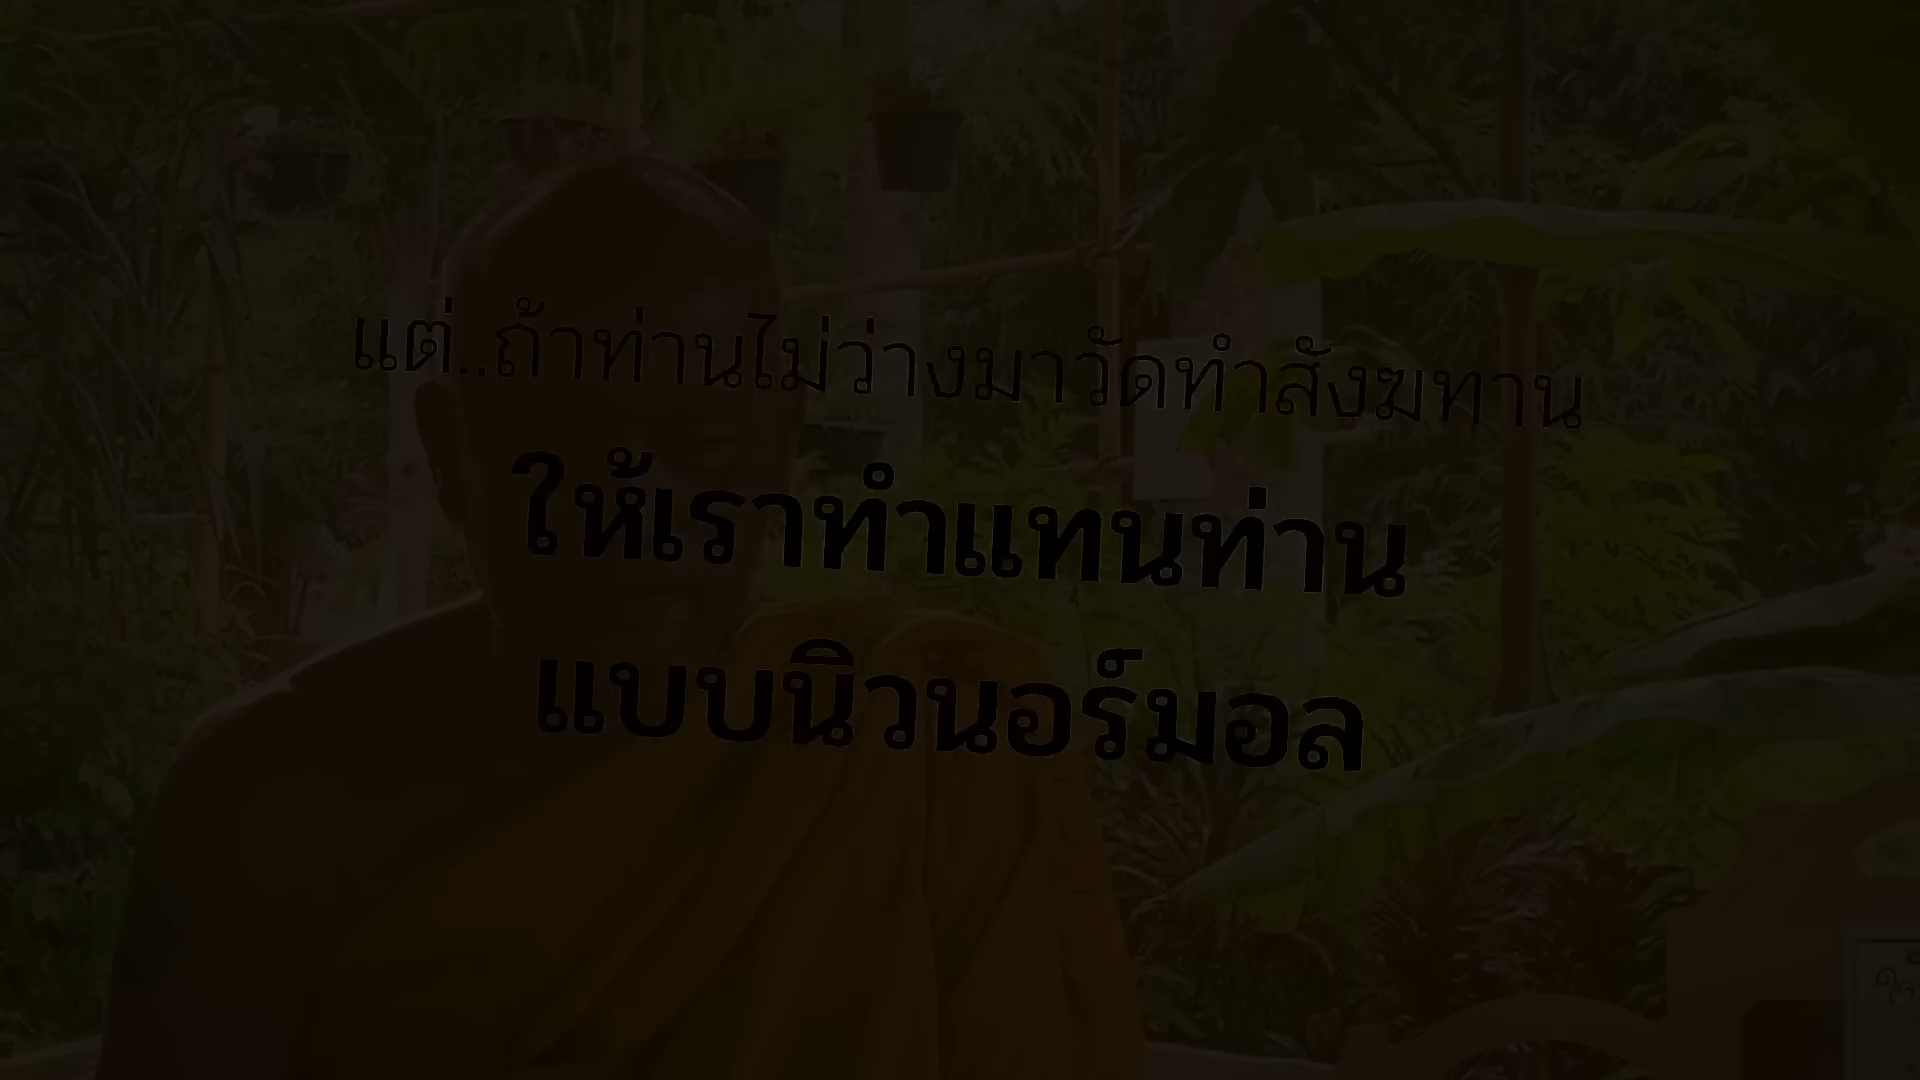 แต่..ถ้าท่านไม่ว่างมาวัดทำสังฆทาน
ให้เราทำแทนท่าน
แบบนิวนอร์มอล